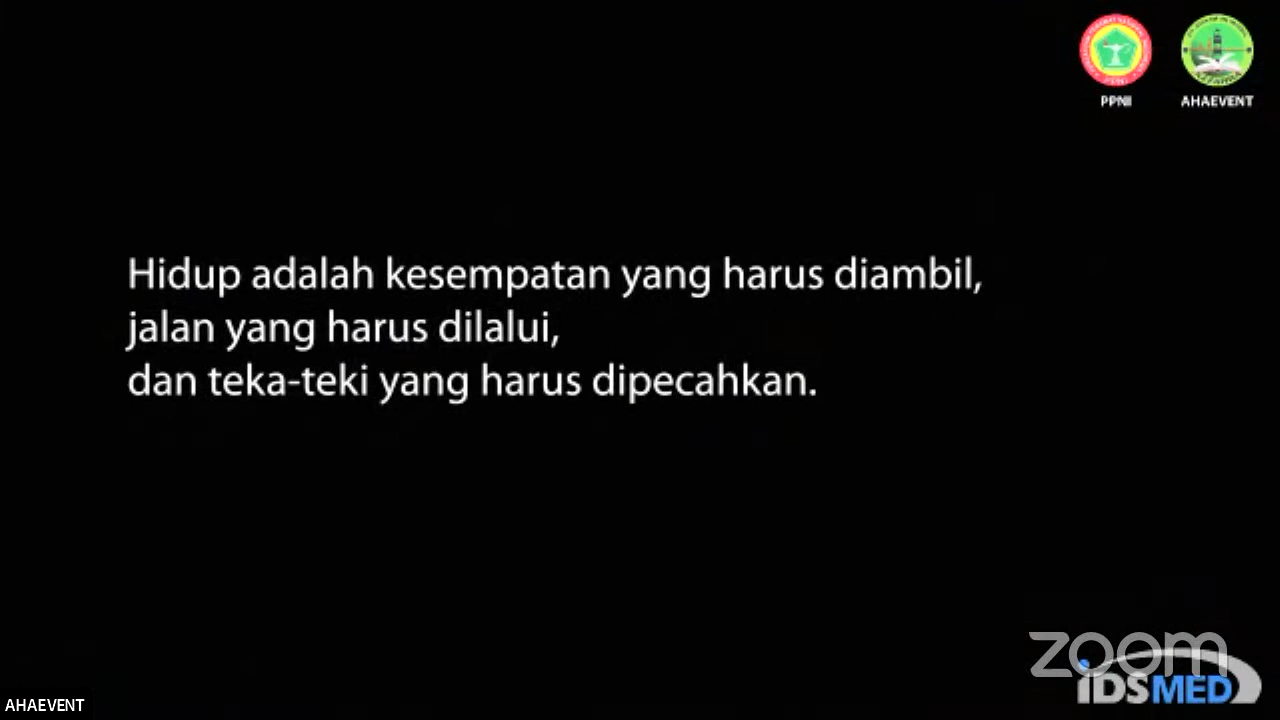 PPNI
AHAEVENT
Hidup adalah kesempatan yang harus diambil,
jalan yang harus dilalui,
dan teka-teki yang harus dipecahkan.
zoom
iDSMED
AHAEVENT